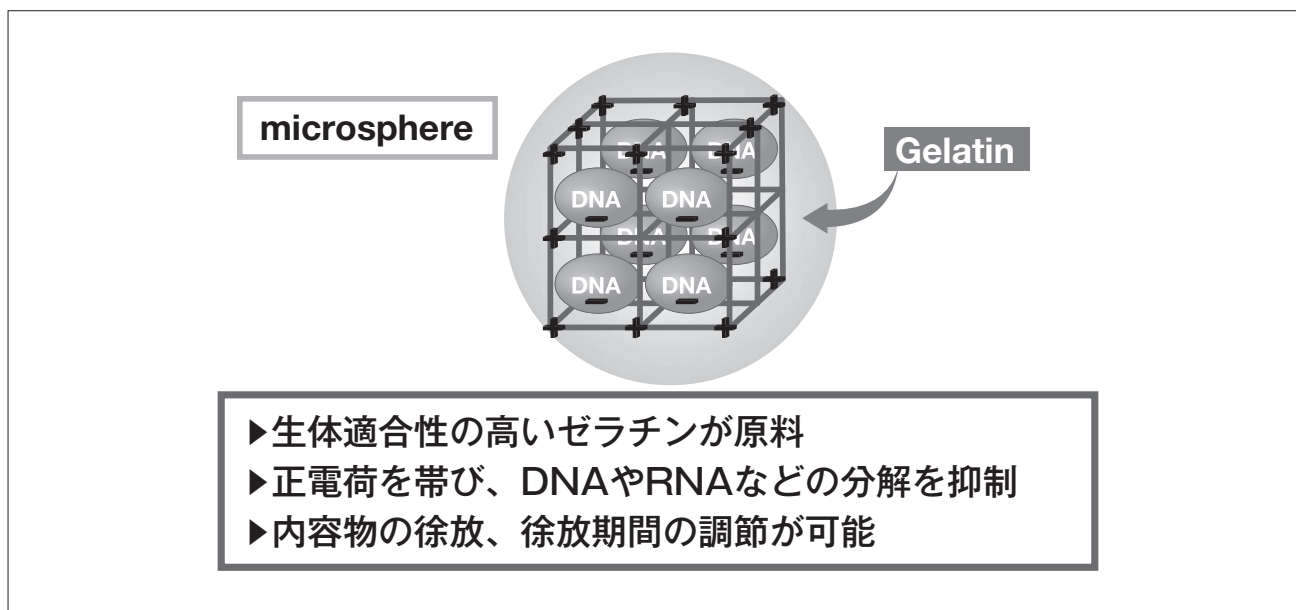 microsphere
Gelatin
DNA
DNA
DNA
DNA
DNA
DNA
DNA
DNA
▶生体適合性の高いゼラチンが原料
▶正電荷を帯び、DNAやRNAなどの分解を抑制
▶内容物の徐放、徐放期間の調節が可能